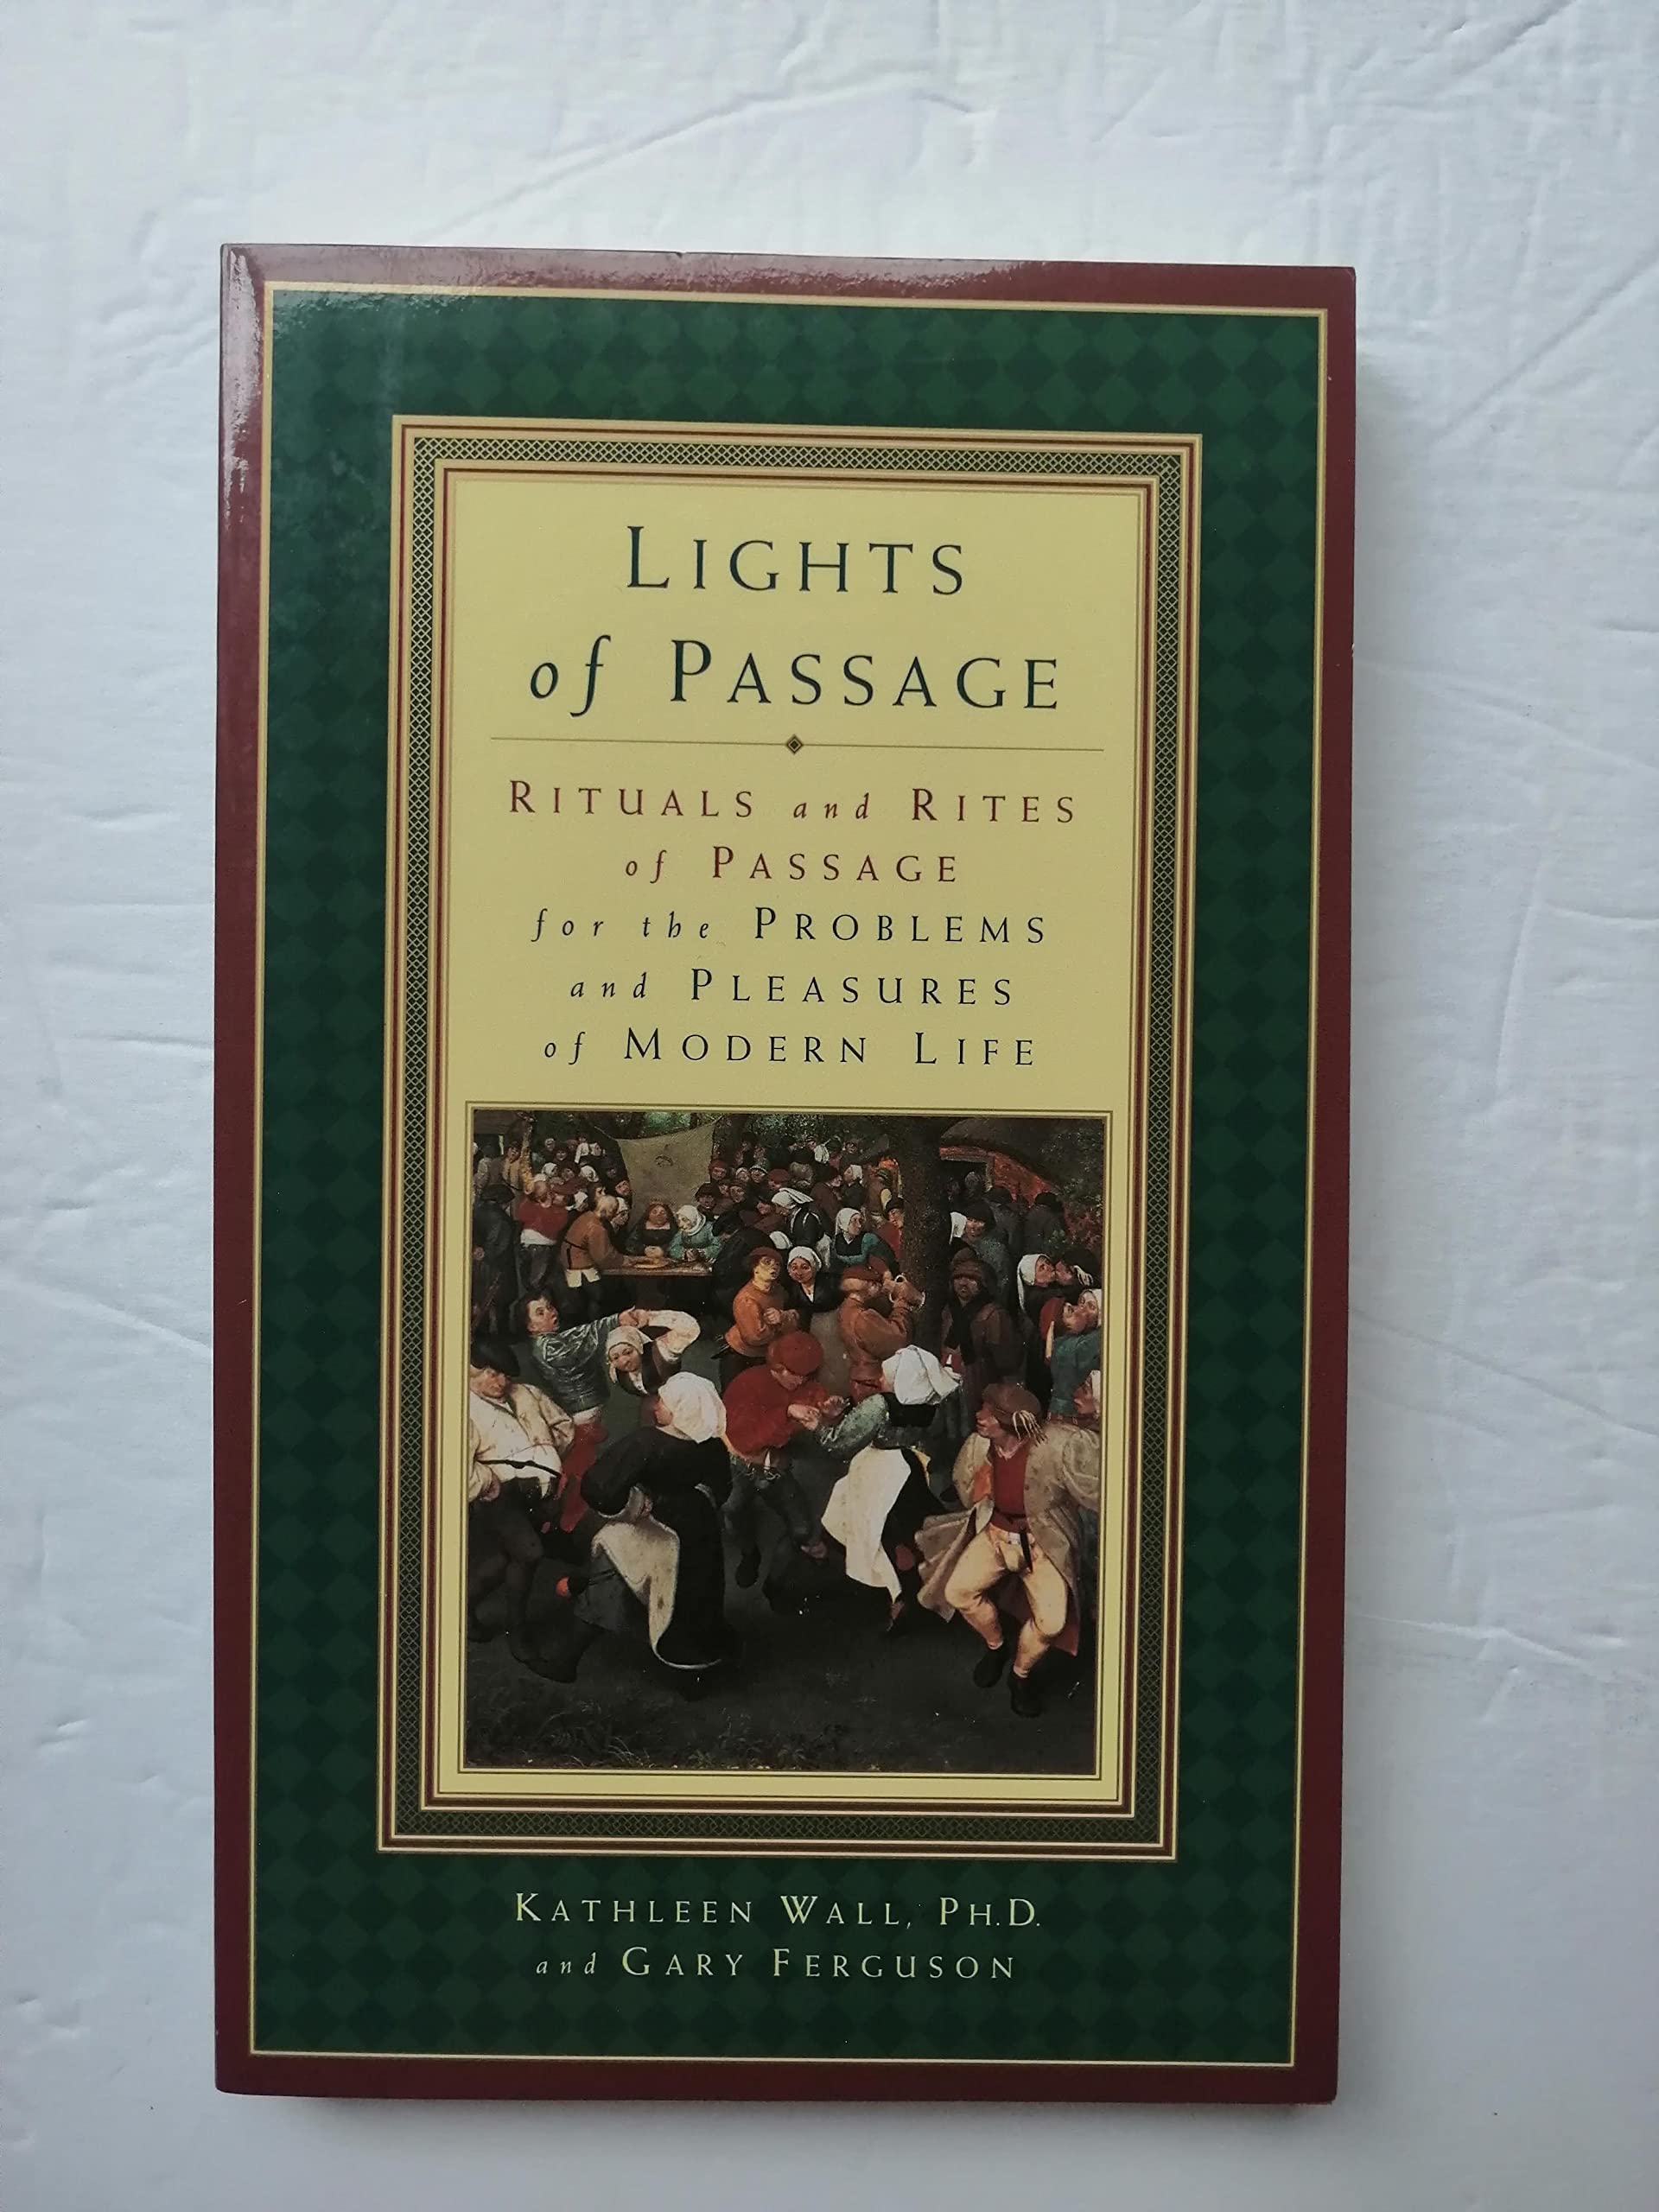 LIGHTS
of PASSAGE
RITUALS and RITES
of PASSAGE
for the PROBLEMS
and PLEASURES
of MODERN LIFE
KATHLEEN WALL, PH.D.
and GARY FERGUSON